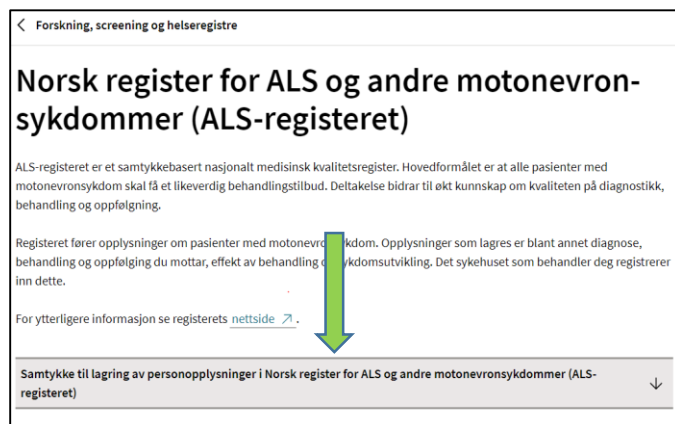 Forskning, screening og helseregistre
Norsk register for ALS og andre motonevron-
sykdommer (ALS-registeret)
ALS-registeret er et samtykkebasert nasjonalt medisinsk kvalitetsregister. Hovedformålet er at alle pasienter med
motonevronsykdom skal få et likeverdig behandlingstilbud. Deltakelse bidrar til økt kunnskap om kvaliteten på diagnostikk,
behandling og oppfølgning.
Registeret fører opplysninger om pasienter med motonevro kdom. Opplysninger som lagres er blant annet diagnose,
behandling og oppfølging du mottar, effekt av behandling o ykdomsutvikling. Det sykehuset som behandler deg registrerer
inn dette.
For ytterligere informasjon se registerets nettside ↗.
Samtykke til lagring av personopplysninger i Norsk register for ALS og andre motonevronsykdommer (ALS-
registeret)